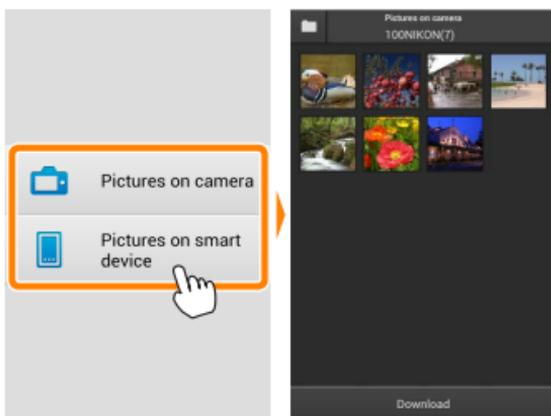 Pictures on camera
Pictures on smart
device
Pictures on camera
100NIKON(7)
Download